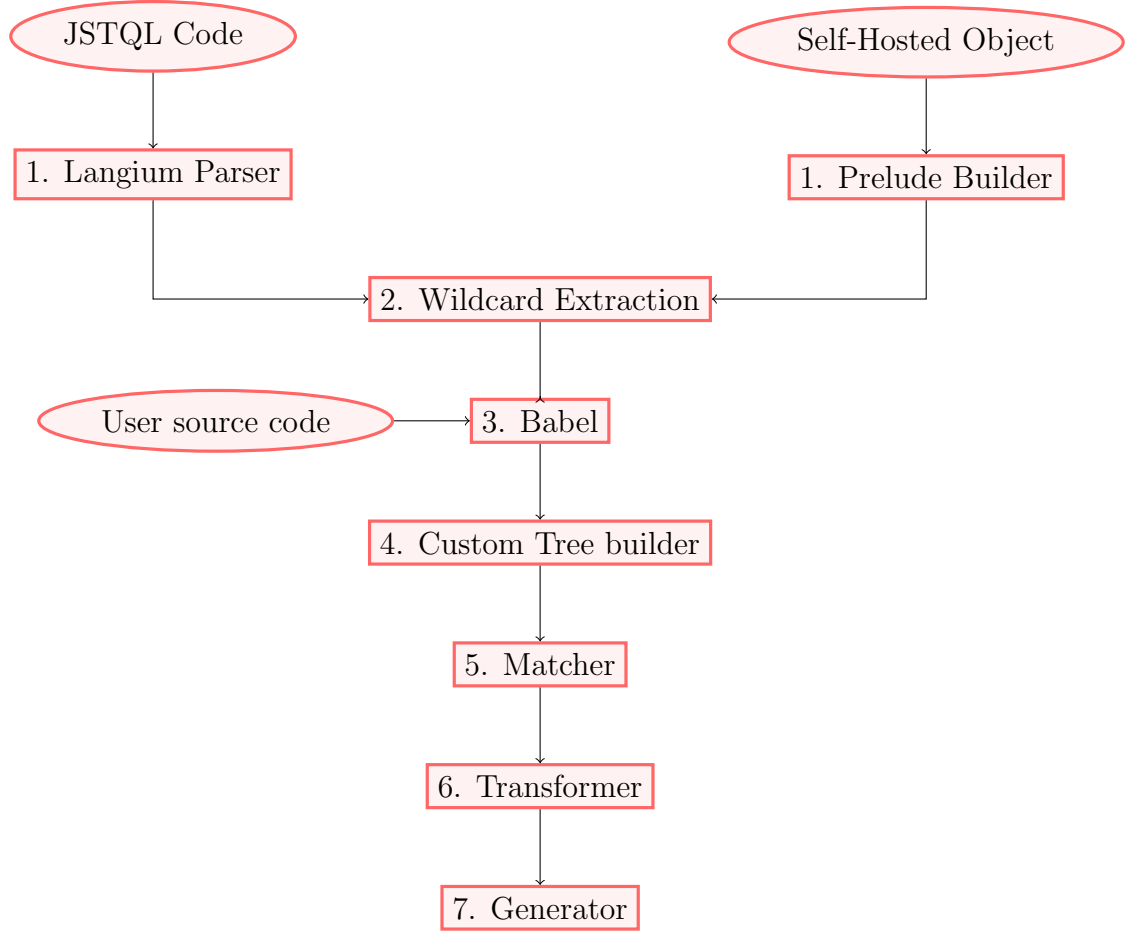 JSTQL Code
Self-Hosted Object
1. Langium Parser
1. Prelude Builder
2. Wildcard Extraction
User source code
3. Babel
4. Custom Tree builder
5. Matcher
6. Transformer
7. Generator